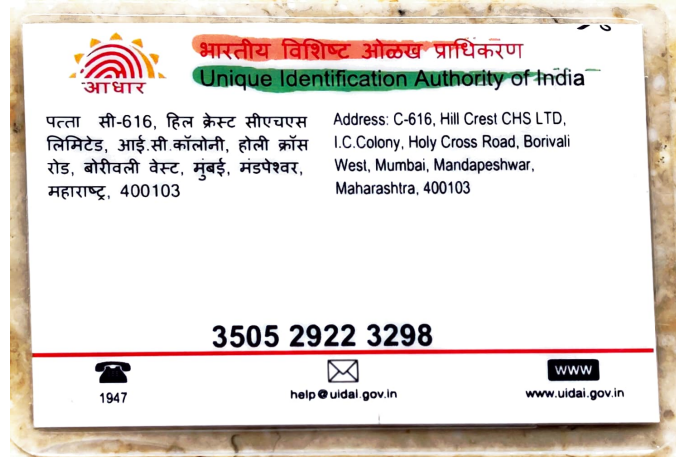 भारतीय विशिष्ट ओळख प्राधिकरण
आधार
Unique Identification Authority of India
पत्ता सी-616, हिल क्रेस्ट सीएचएस
लिमिटेड, आई.सी.कॉलोनी, होली क्रॉस
रोड, बोरीवली वेस्ट, मुंबई, मंडपेश्वर,
महाराष्ट्र, 400103
Address: C-616, Hill Crest CHS LTD,
I.C.Colony, Holy Cross Road, Borivali
West, Mumbai, Mandapeshwar,
Maharashtra, 400103
3505 2922 3298
1947
help@uidai.gov.in
WWW
www.uidai.gov.in